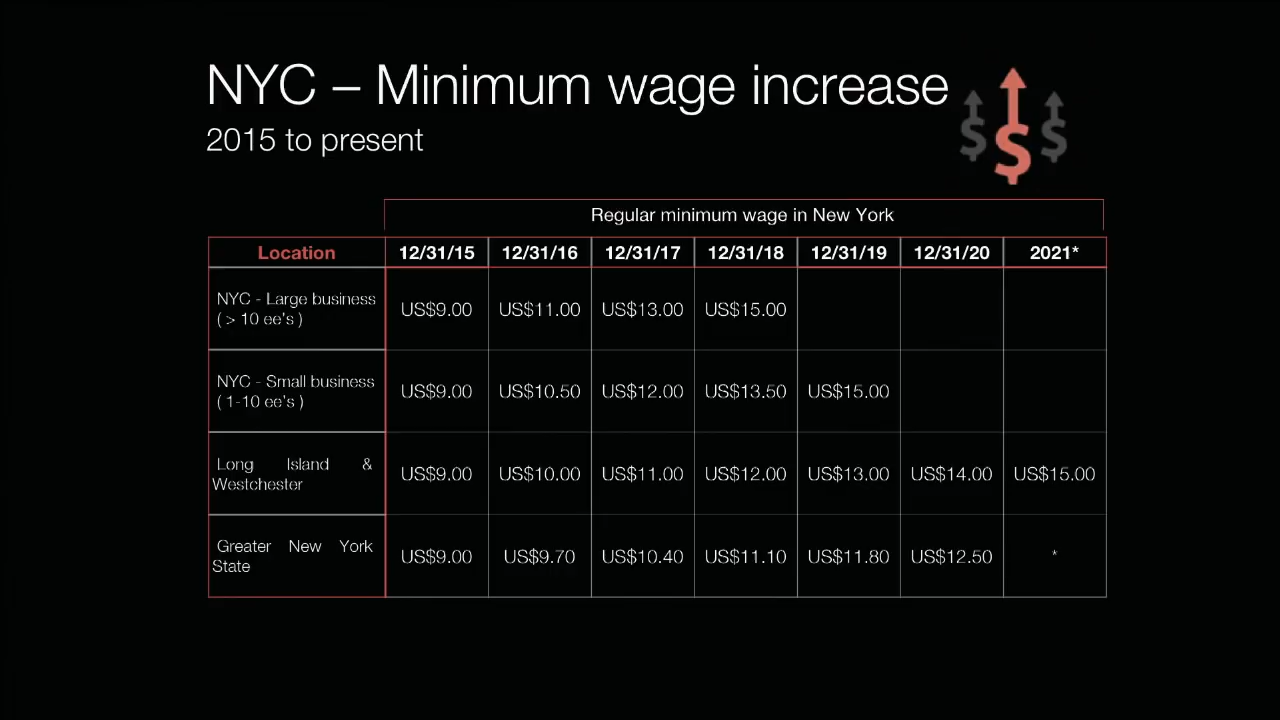 NYC – Minimum wage increase
2015 to present
$ $ $
Regular minimum wage in New York
Location 12/31/15 12/31/16 12/31/17 12/31/18 12/31/19 12/31/20 2021*
NYC - Large business
( > 10 ee's )
US$9.00 US$11.00 US$13.00 US$15.00
NYC - Small business
( 1-10 ee's )
US$9.00 US$10.50 US$12.00 US$13.50 US$15.00
Long Island &
Westchester
US$9.00 US$10.00 US$11.00 US$12.00 US$13.00 US$14.00 US$15.00
Greater New York
State
US$9.00 US$9.70 US$10.40 US$11.10 US$11.80 US$12.50 *